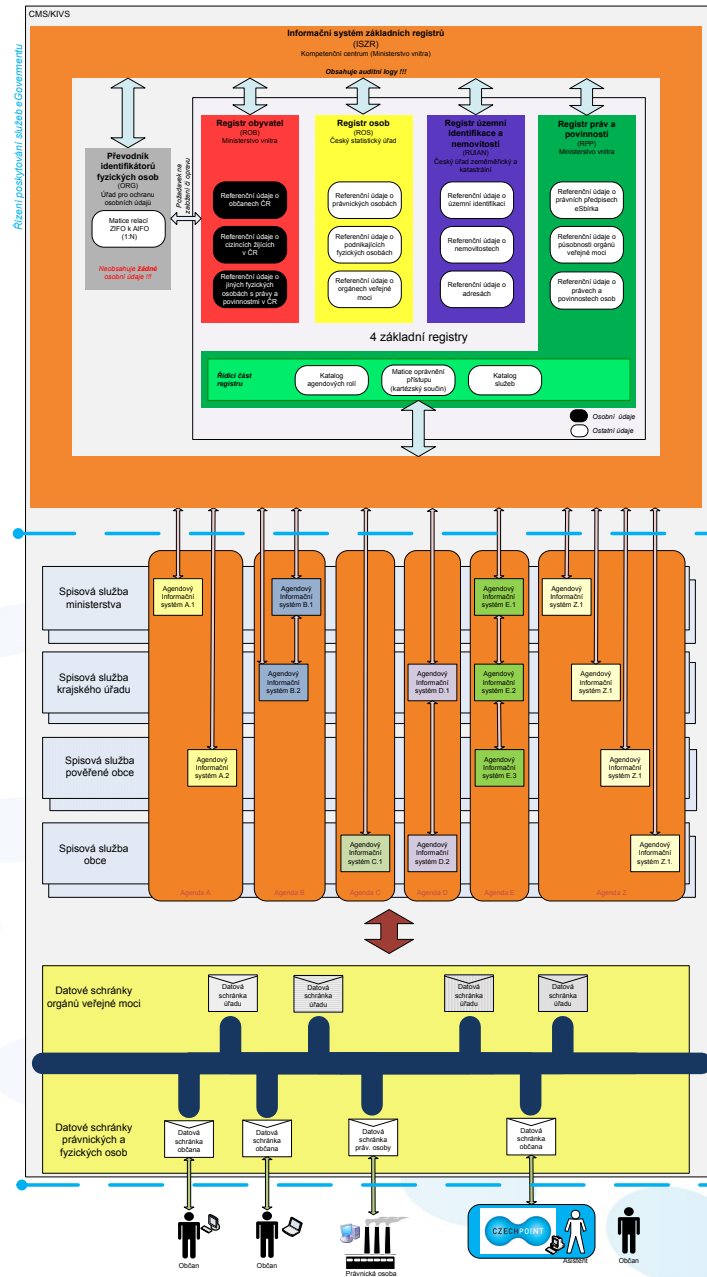 CMS/KIVS
Řízení poskytování služeb eGovermentu
Informační systém základních registrů
(ISZR)
Kompetenční centrum (Ministerstvo vnitra)
Obsahuje auditní logy !!!
Převodník
identifikátorů
fyzických osob
(ORG)
Úřad pro ochranu
osobních údajů
Matice relací
ZIFO k AIFO
(1:N)
Neobsahuje žádné
osobní údaje !!!
Požadavek na
založení či opravu
Registr obyvatel
(ROB)
Ministerstvo vnitra
Referenční údaje o
občanech ČR
Referenční údaje o
cizincích žijících
v ČR
Referenční údaje o
jiných fyzických
osobách s právy a
povinnostmi v ČR
Registr osob
(ROS)
Český statistický úřad
Referenční údaje o
právnických osobách
Referenční údaje o
podnikajících
fyzických osobách
Referenční údaje o
orgánech veřejné
moci
Registr územní
identifikace a
nemovitostí
(RUIAN)
Český úřad zeměměřický a
katastrální
Referenční údaje o
územní identifikaci
Referenční údaje o
nemovitostech
Referenční údaje o
adresách
Registr práv a
povinností
(RPP)
Ministerstvo vnitra
Referenční údaje o
právních předpisech
eSbírka
Referenční údaje o
působnosti orgánů
veřejné moci
Referenční údaje o
právech a
povinnostech osob
4 základní registry
Řídící část
registru
Katalog
agendových rolí
Matice oprávnění
přístupu
(kartézský součin)
Katalog
služeb
Osobní údaje
Ostatní údaje
Spisová služba
ministerstva
Agendový
Informační
systém A.1
Agendový
Informační
systém B.1
Agendový
Informační
systém E.1
Agendový
Informační
systém Z.1
Spisová služba
krajského úřadu
Agendový
Informační
systém B.2
Agendový
Informační
systém D.1
Agendový
Informační
systém E.2
Agendový
Informační
systém Z.1
Spisová služba
pověřené obce
Agendový
Informační
systém A.2
Agendový
Informační
systém E.3
Agendový
Informační
systém Z.1
Spisová služba
obce
Agendový
Informační
systém C.1
Agendový
Informační
systém D.2
Agendový
Informační
systém Z.1.
Agenda A
Agenda B
Agenda C
Agenda D
Agenda E
Agenda Z
Datové schránky
orgánů veřejné moci
Datová
schránka
úřadu
Datová
schránka
úřadu
Datová
schránka
úřadu
Datová
schránka
úřadu
Datové schránky
právnických a
fyzických osob
Datová
schránka
občana
Datová
schránka
občana
Datová
schránka
práv. osoby
Datová
schránka
občana
Občan
Občan
Právnická osoba
CZECHPOINT
Asistent
Občan